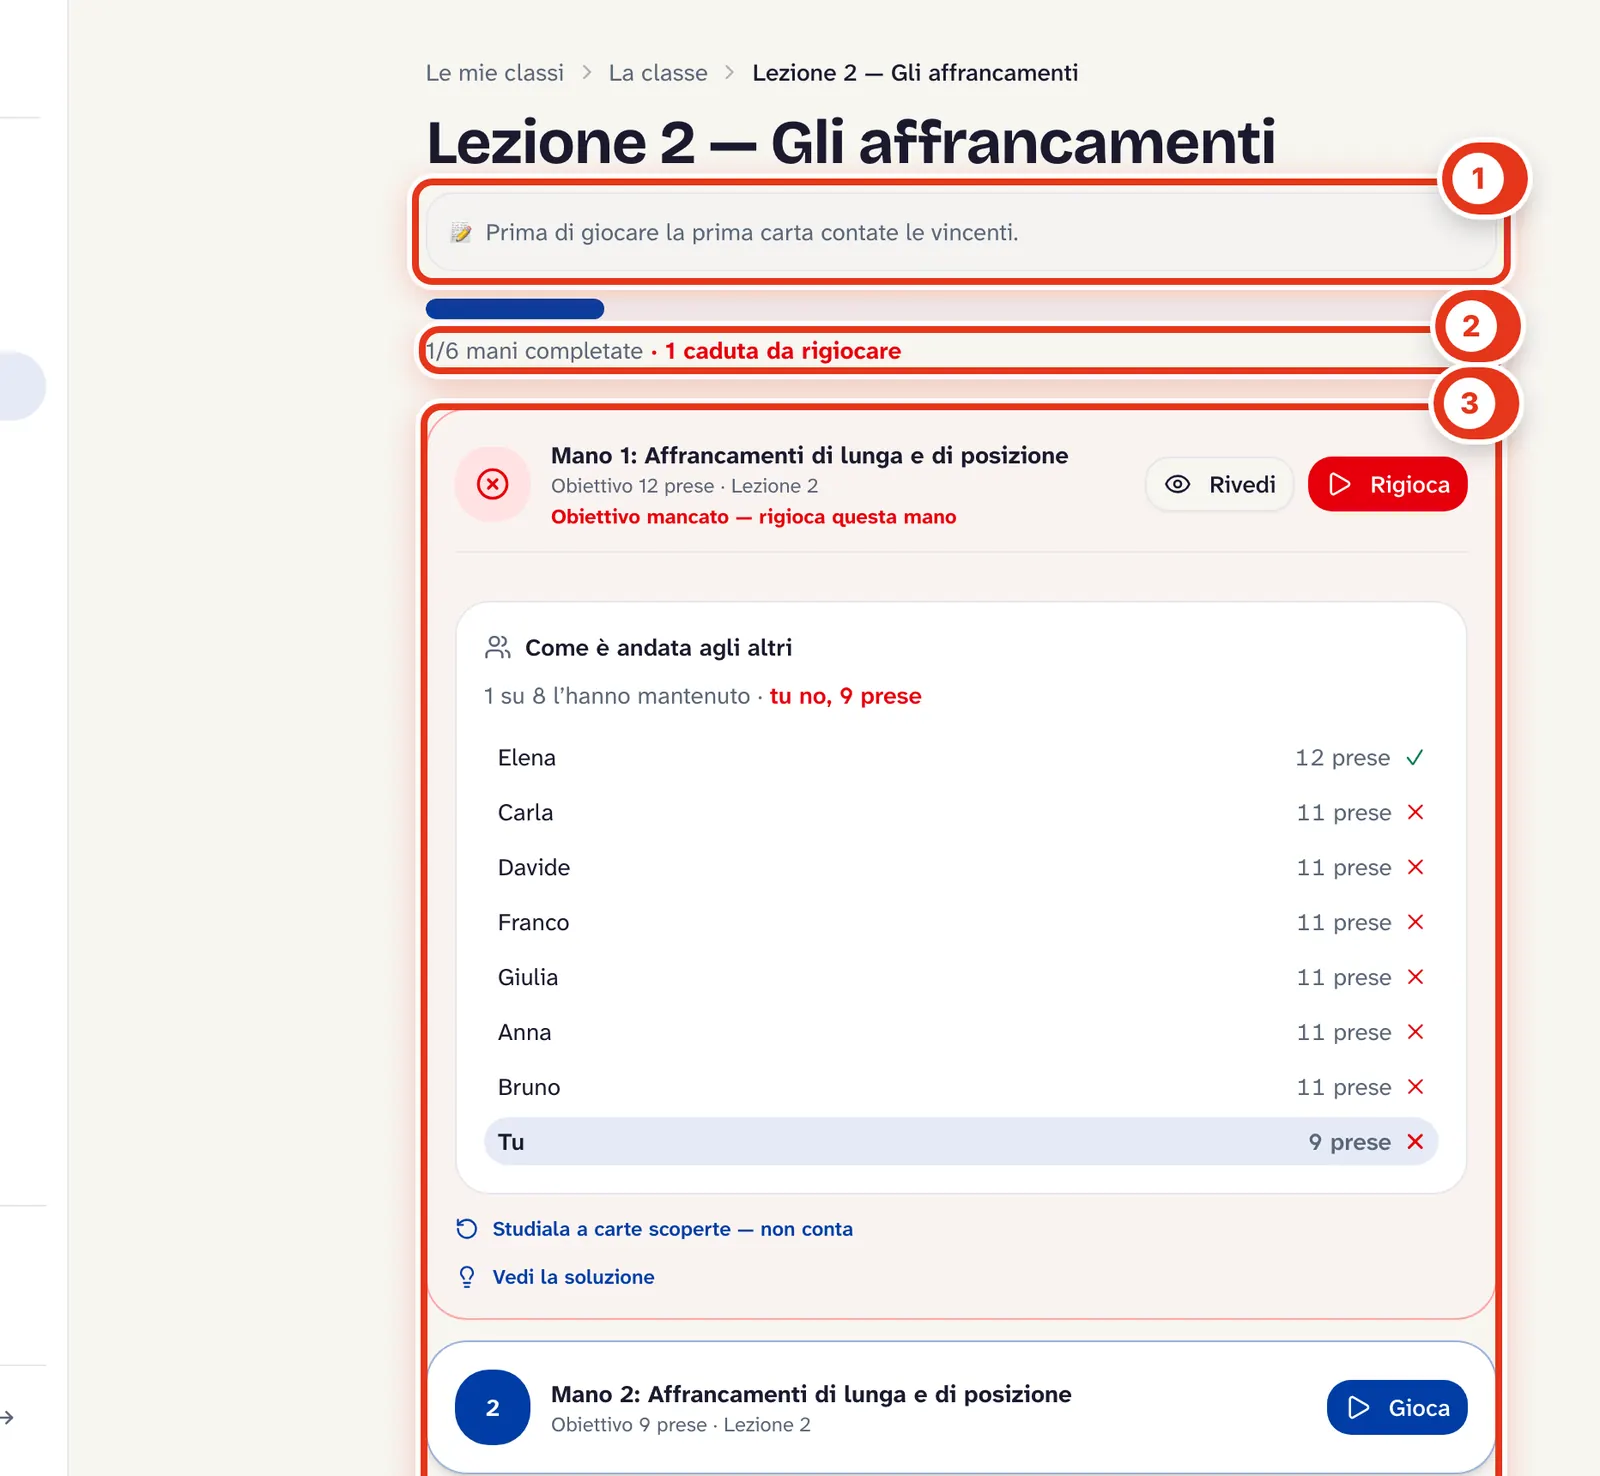 Le mie classi > La classe > Lezione 2 — Gli affrancamenti
Lezione 2 — Gli affrancamenti
1
📝 Prima di giocare la prima carta contate le vincenti.
2
1/6 mani completate · 1 caduta da rigiocare
3
Mano 1: Affrancamenti di lunga e di posizione
Obiettivo 12 prese · Lezione 2
Obiettivo mancato — rigioca questa mano
Rivedi
Rigioca
Come è andata agli altri
1 su 8 l’hanno mantenuto · tu no, 9 prese
Elena 12 prese ✓
Carla 11 prese ✕
Davide 11 prese ✕
Franco 11 prese ✕
Giulia 11 prese ✕
Anna 11 prese ✕
Bruno 11 prese ✕
Tu 9 prese ✕
Studiala a carte scoperte — non conta
Vedi la soluzione
2
Mano 2: Affrancamenti di lunga e di posizione
Obiettivo 9 prese · Lezione 2
Gioca